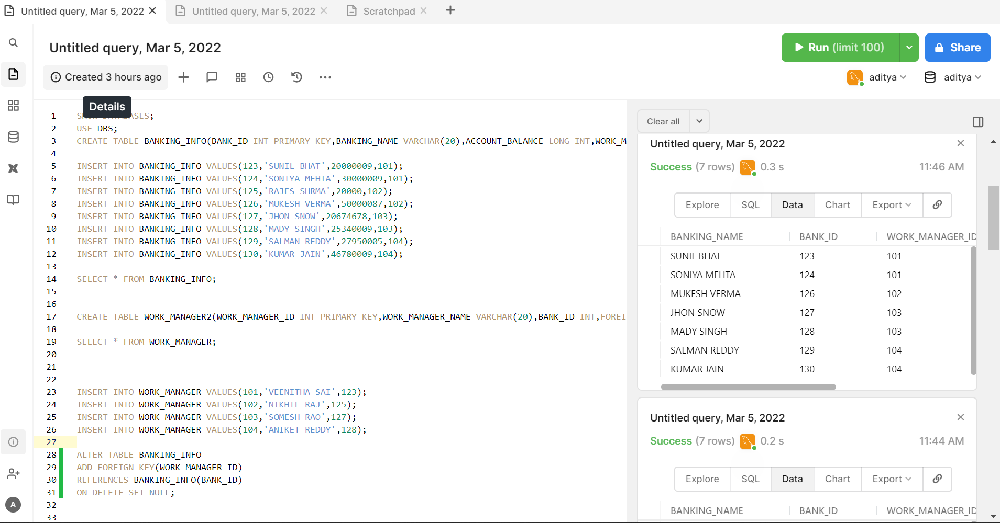 Untitled query, Mar 5, 2022
Untitled query, Mar 5, 2022
Scratchpad
Untitled query, Mar 5, 2022
Run (limit 100)
Share
Created 3 hours ago
aditya
aditya
Details
1 DATABASES;
2 USE DBS;
3 CREATE TABLE BANKING_INFO(BANK_ID INT PRIMARY KEY,BANKING_NAME VARCHAR(20),ACCOUNT_BALANCE LONG INT,WORK_M
4
5 INSERT INTO BANKING_INFO VALUES(123,'SUNIL BHAT',20000009,101);
6 INSERT INTO BANKING_INFO VALUES(124,'SONIYA MEHTA',30000009,101);
7 INSERT INTO BANKING_INFO VALUES(125,'RAJES SHRMA',20000,102);
8 INSERT INTO BANKING_INFO VALUES(126,'MUKESH VERMA',50000087,102);
9 INSERT INTO BANKING_INFO VALUES(127,'JHON SNOW',20674678,103);
10 INSERT INTO BANKING_INFO VALUES(128,'MADY SINGH',25340009,103);
11 INSERT INTO BANKING_INFO VALUES(129,'SALMAN REDDY',27950005,104);
12 INSERT INTO BANKING_INFO VALUES(130,'KUMAR JAIN',46780009,104);
13
14 SELECT * FROM BANKING_INFO;
15
16
17 CREATE TABLE WORK_MANAGER2(WORK_MANAGER_ID INT PRIMARY KEY,WORK_MANAGER_NAME VARCHAR(20),BANK_ID INT,FOREI
18
19 SELECT * FROM WORK_MANAGER;
20
21
22
23 INSERT INTO WORK_MANAGER VALUES(101,'VEENITHA SAI',123);
24 INSERT INTO WORK_MANAGER VALUES(102,'NIKHIL RAJ',125);
25 INSERT INTO WORK_MANAGER VALUES(103,'SOMESH RAO',127);
26 INSERT INTO WORK_MANAGER VALUES(104,'ANIKET REDDY',128);
27
28 ALTER TABLE BANKING_INFO
29 ADD FOREIGN KEY(WORK_MANAGER_ID)
30 REFERENCES BANKING_INFO(BANK_ID)
31 ON DELETE SET NULL;
32
33
A
Clear all
Untitled query, Mar 5, 2022
Success (7 rows) 0.3 s 11:46 AM
Explore SQL Data Chart Export
BANKING_NAME BANK_ID WORK_MANAGER_ID
SUNIL BHAT 123 101
SONIYA MEHTA 124 101
MUKESH VERMA 126 102
JHON SNOW 127 103
MADY SINGH 128 103
SALMAN REDDY 129 104
KUMAR JAIN 130 104
Untitled query, Mar 5, 2022
Success (7 rows) 0.2 s 11:44 AM
Explore SQL Data Chart Export
BANKING_NAME BANK_ID WORK_MANAGER_ID